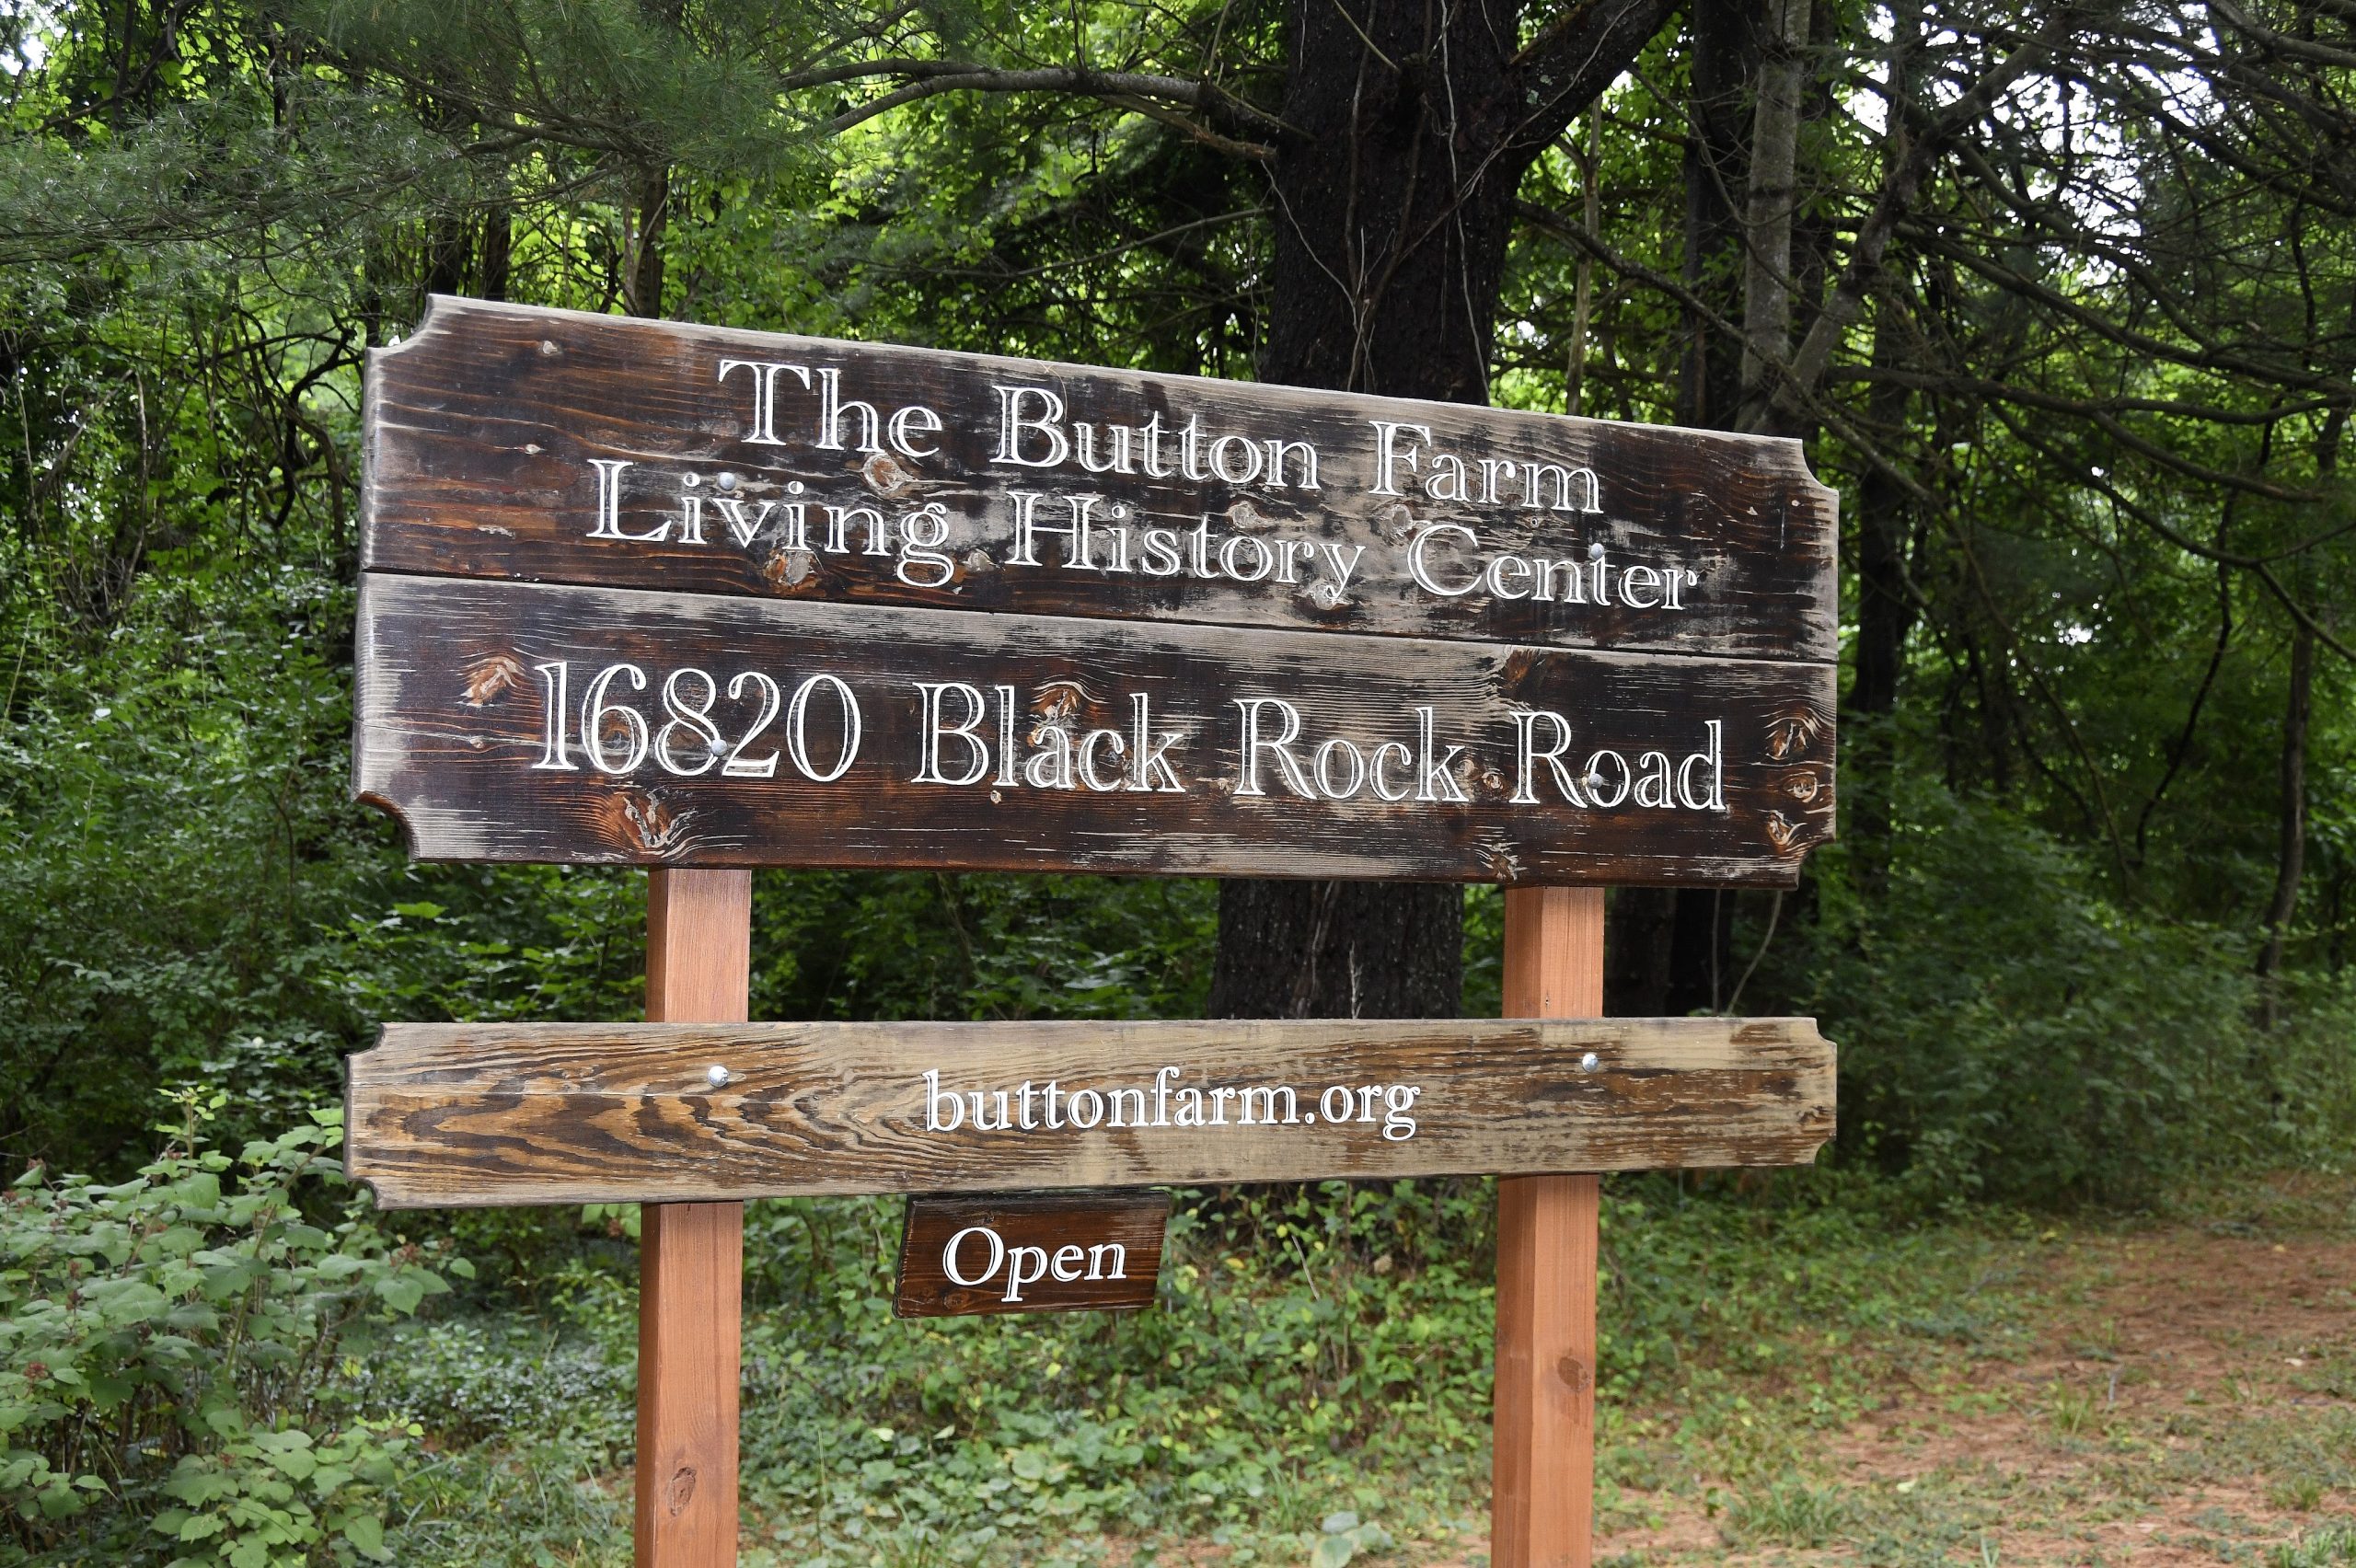 The Button Farm
Living History Center
16820 Black Rock Road
buttonfarm.org
Open